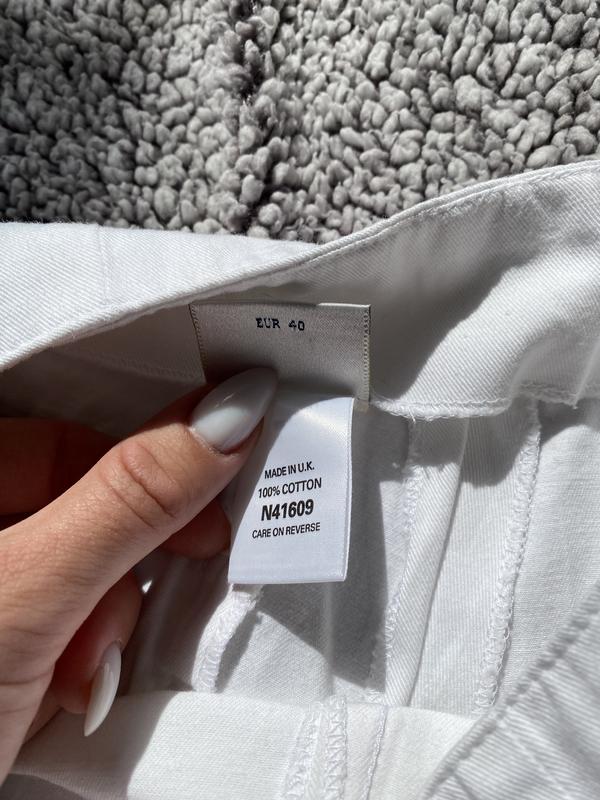 EUR 40
MADE IN U.K.
100% COTTON
N41609
CARE ON REVERSE